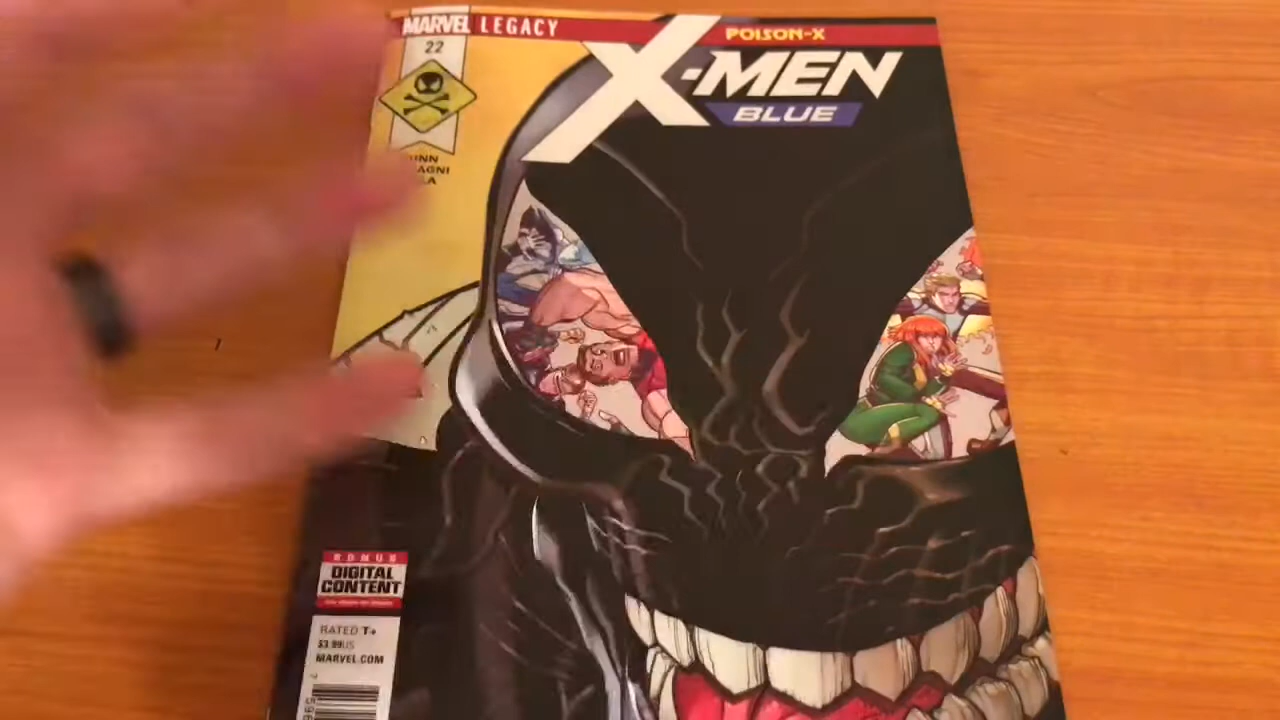 MARVEL LEGACY
POISON-X
22
X-MEN
BLUE
BONUS
DIGITAL
CONTENT
RATED T+
$3.99US
MARVEL.COM